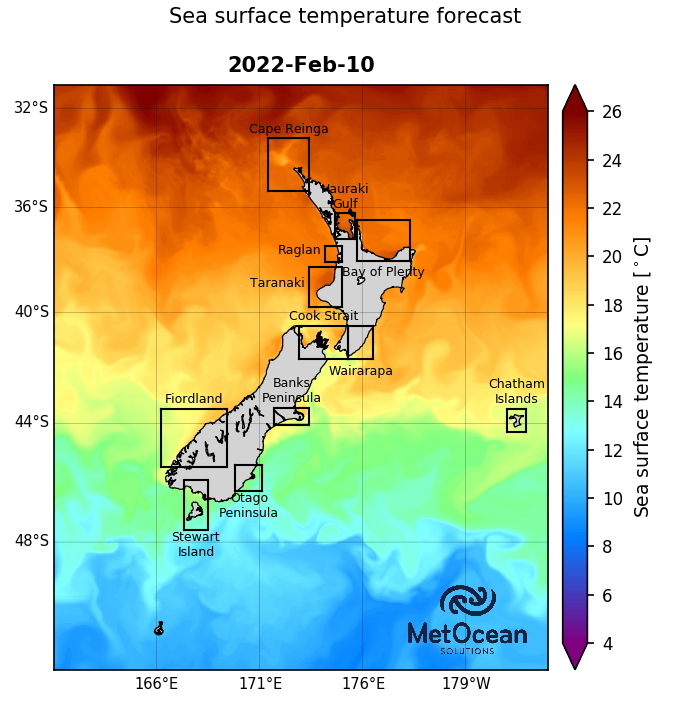 Sea surface temperature forecast
2022-Feb-10
32°S
36°S
40°S
44°S
48°S
166°E
171°E
176°E
179°W
Cape Reinga
Hauraki
Gulf
Raglan
Bay of Plenty
Taranaki
Cook Strait
Wairarapa
Banks
Peninsula
Fiordland
Chatham
Islands
Otago
Peninsula
Stewart
Island
MetOcean
SOLUTIONS
26
24
22
20
18
16
14
12
10
8
6
4
Sea surface temperature [°C]